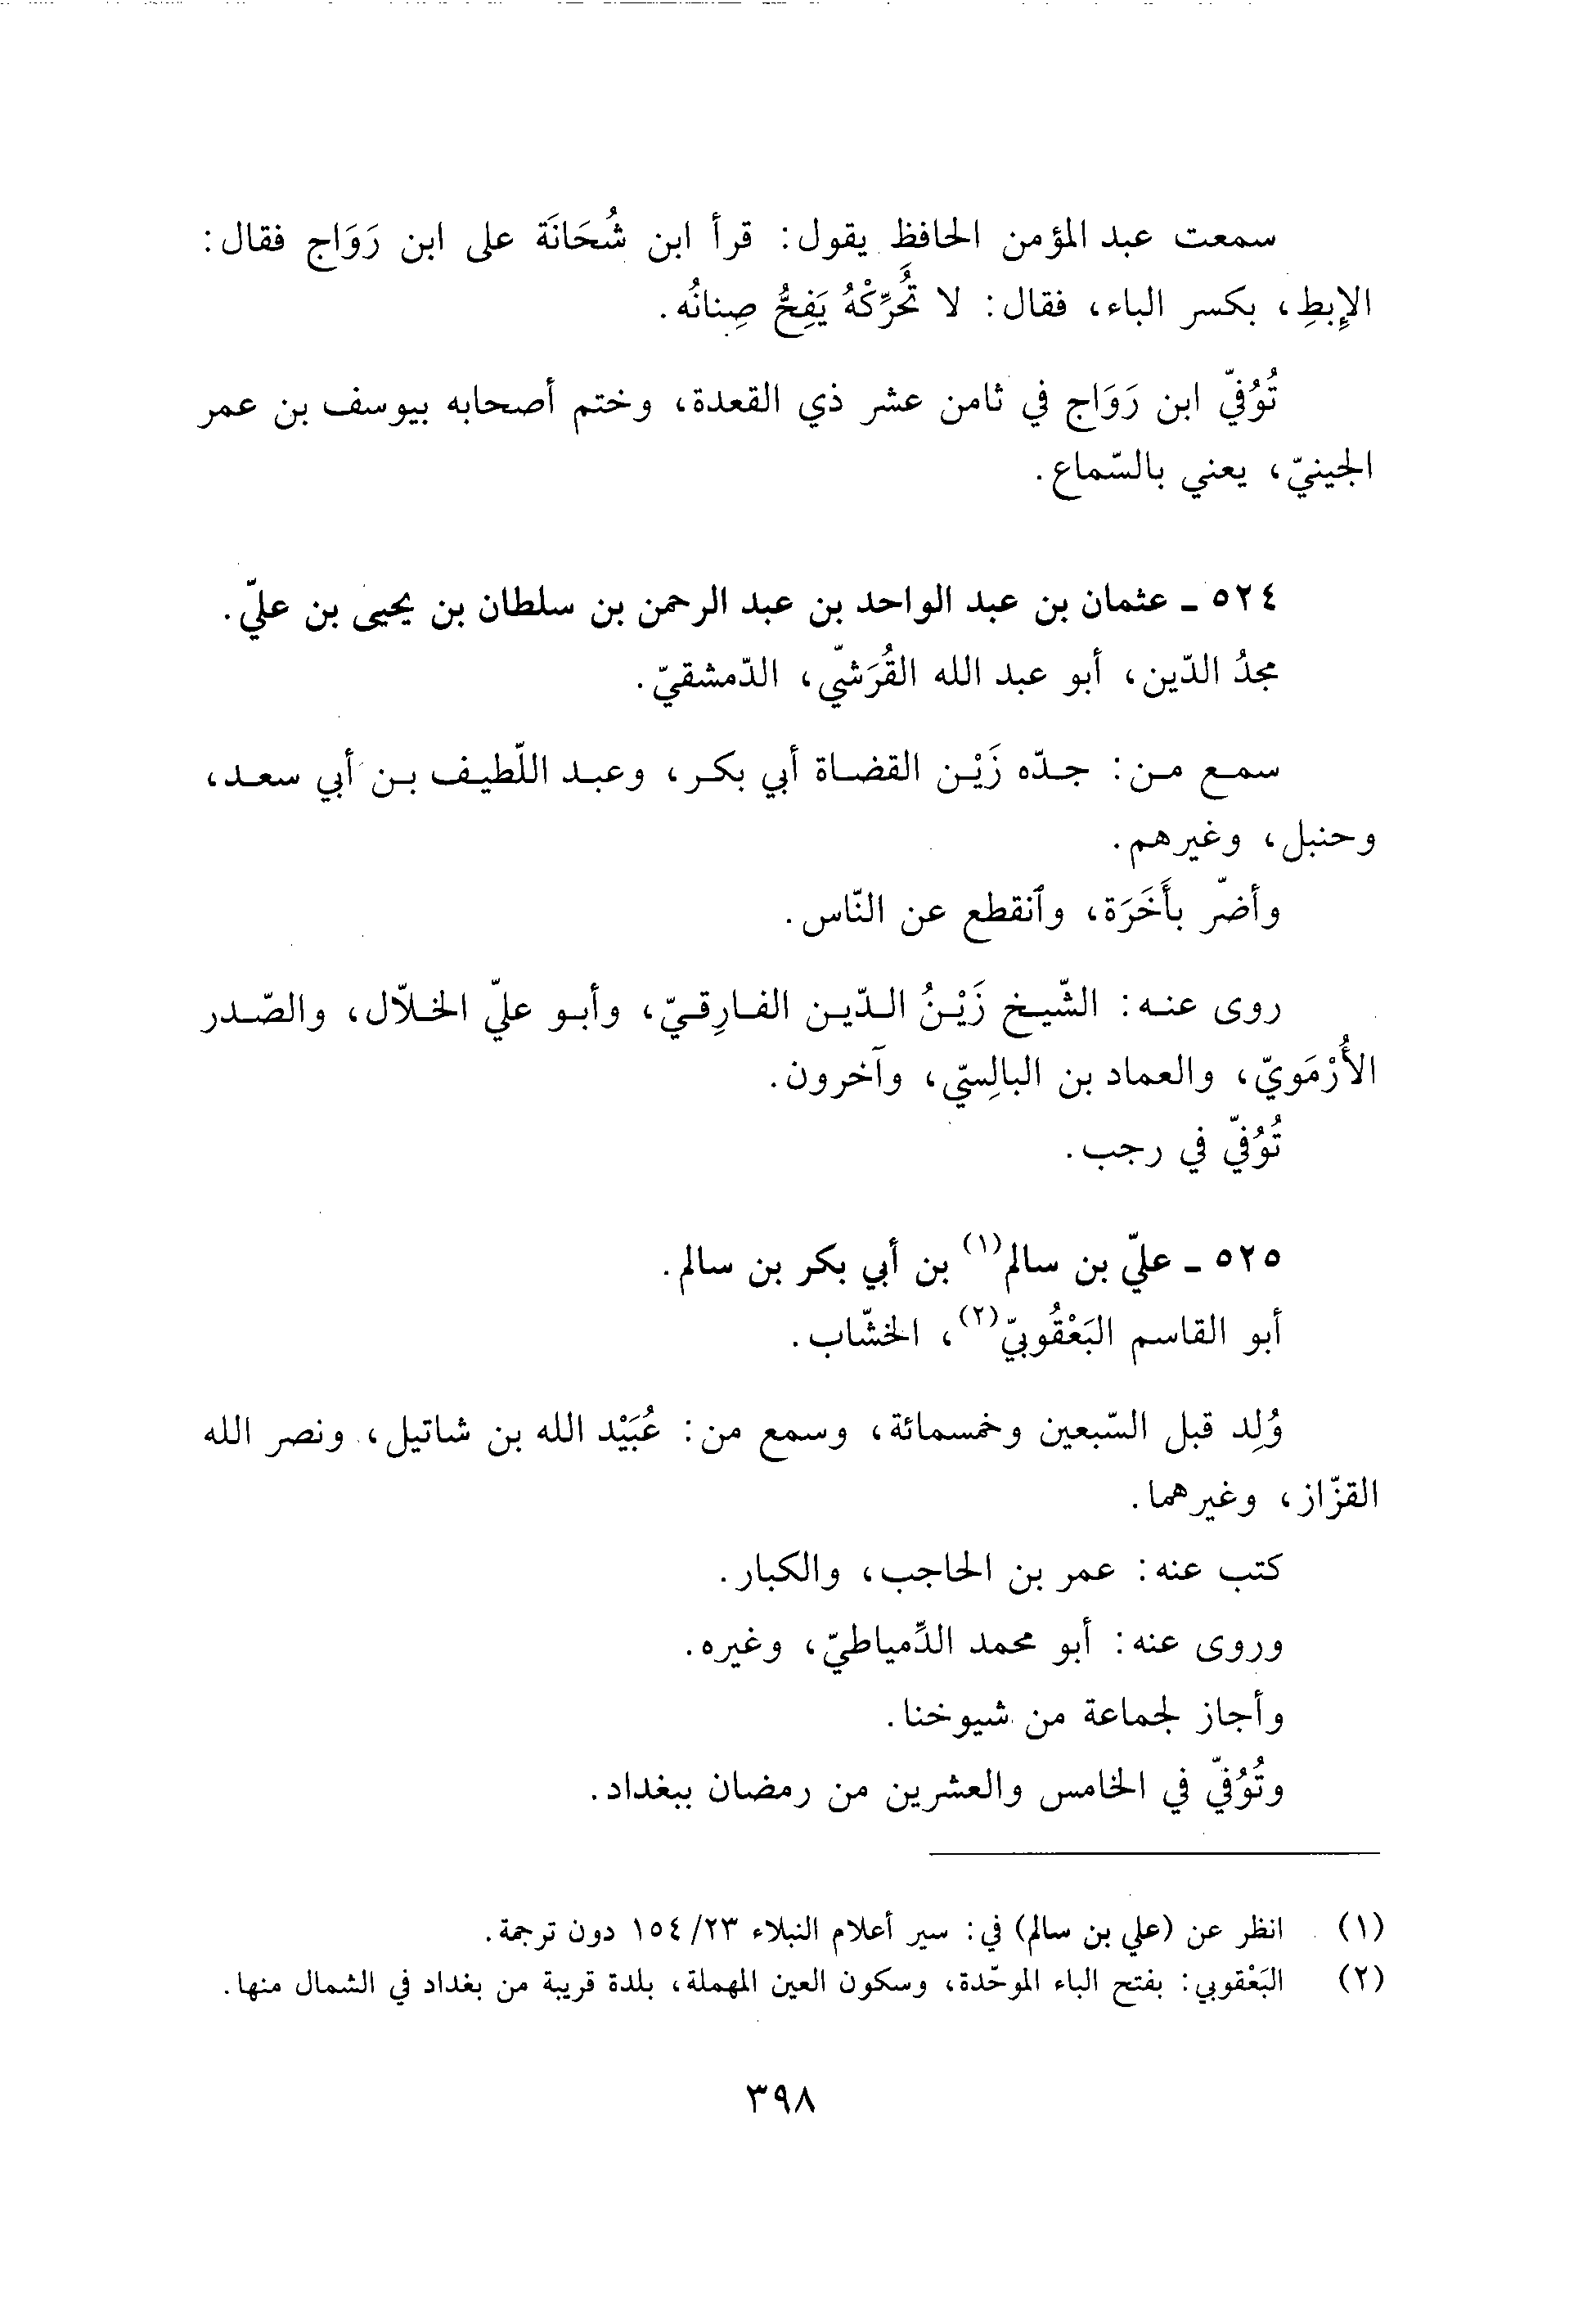 سمعت عبد المؤمن الحافظ يقول: قرأ ابن شُحَانَة على ابن رَوَاج فقال:
الإبِطِ، بكسر الباء، فقال: لا تُحَرِّكْهُ يَفِحُّ صِنانُه.
تُوُفيّ ابن رَوَاج في ثامن عشر ذي القعدة، وختم أصحابه بيوسف بن عمر
الجينيّ، يعني بالسّماع.
٥٢٤ ـ عثمان بن عبد الواحد بن عبد الرحمن بن سلطان بن يحيى بن عليّ.
مجدُ الدّين، أبو عبد الله القُرَشيّ، الدّمشقيّ.
سمع من: جدّه زَيْن القضاة أبي بكر، وعبد اللّطيف بن أبي سعد،
وحنبل، وغيرهم.
وأضرّ بأَخَرَة، وٱنقطع عن النّاس.
روى عنه: الشّيخ زَيْنُ الدّين الفارِقيّ، وأبو عليّ الخلّال، والصّدر
الأُرْمَويّ، والعماد بن البالِسيّ، وآخرون.
تُوُفيّ في رجب.
٥٢٥ ـ عليّ بن سالم(١) بن أبي بكر بن سالم.
أبو القاسم البَعْقُوبيّ(٢)، الخشّاب.
وُلِد قبل السّبعين وخمسمائة، وسمع من: عُبَيْد الله بن شاتيل، ونصر الله
القزّاز، وغيرهما.
كتب عنه: عمر بن الحاجب، والكبار.
وروى عنه: أبو محمد الدِّمياطيّ، وغيره.
وأجاز لجماعة من شيوخنا.
وتُوُفيّ في الخامس والعشرين من رمضان ببغداد.
(١) انظر عن (علي بن سالم) في: سير أعلام النبلاء ٢٣/ ١٥٤ دون ترجمة.
(٢) البَعْقوبي: بفتح الباء الموحّدة، وسكون العين المهملة، بلدة قريبة من بغداد في الشمال منها.
٣٩٨